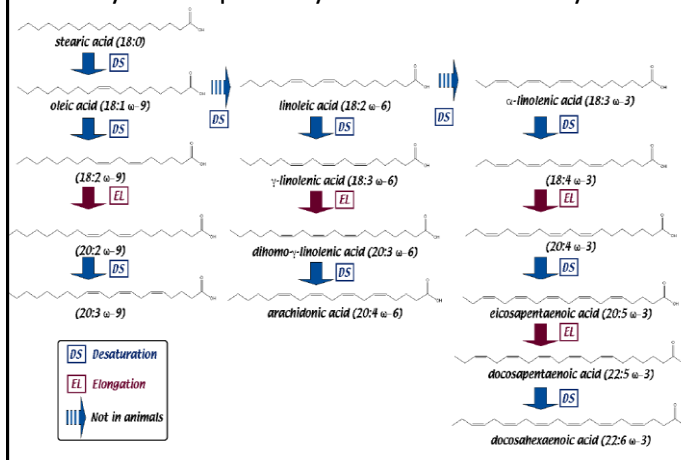 stearic acid (18:0)
DS
oleic acid (18:1 ω-9)
DS
linoleic acid (18:2 ω-6)
DS
α-linolenic acid (18:3 ω-3)
DS
DS
DS
(18:2 ω-9)
γ-linolenic acid (18:3 ω-6)
(18:4 ω-3)
EL
EL
EL
(20:2 ω-9)
dihomo-γ-linolenic acid (20:3 ω-6)
(20:4 ω-3)
DS
DS
DS
(20:3 ω-9)
arachidonic acid (20:4 ω-6)
eicosapentaenoic acid (20:5 ω-3)
EL
docosapentaenoic acid (22:5 ω-3)
DS
docosahexaenoic acid (22:6 ω-3)
DS Desaturation
EL Elongation
Not in animals